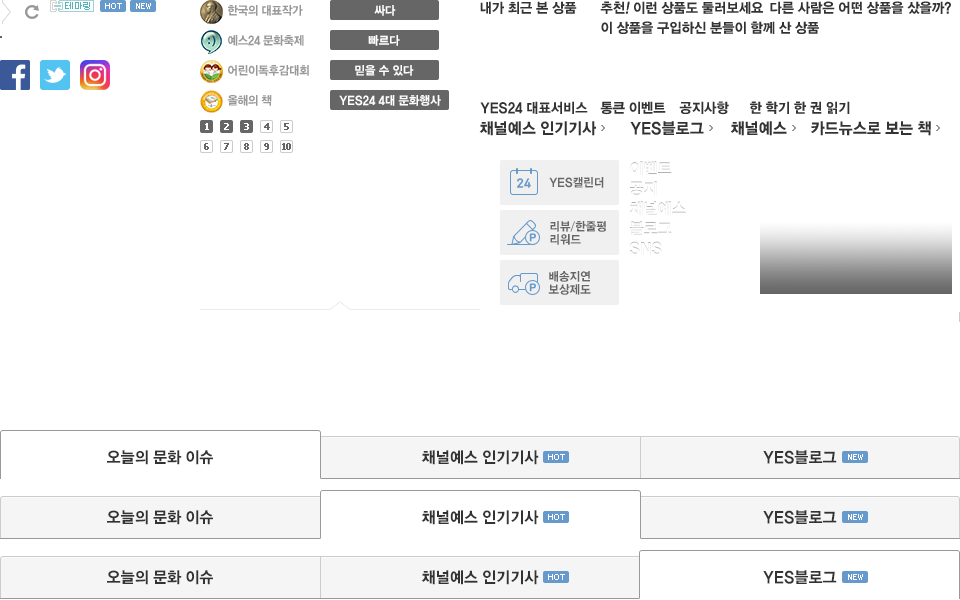 테마링 HOT NEW
한국의 대표작가
예스24 문화축제
어린이독후감대회
올해의 책
1 2 3 4 5
6 7 8 9 10
싸다
빠르다
믿을 수 있다
YES24 4대 문화행사
내가 최근 본 상품
추천! 이런 상품도 둘러보세요
다른 사람은 어떤 상품을 샀을까?
이 상품을 구입하신 분들이 함께 산 상품
YES24 대표서비스
통큰 이벤트
공지사항
한 학기 한 권 읽기
채널예스 인기기사 >
YES블로그 >
채널예스 >
카드뉴스로 보는 책 >
24 YES캘린더
리뷰/한줄평
리워드
배송지연
보상제도
이벤트
공지
채널예스
블로그
SNS
오늘의 문화 이슈
채널예스 인기기사 HOT
YES블로그 NEW
오늘의 문화 이슈
채널예스 인기기사 HOT
YES블로그 NEW
오늘의 문화 이슈
채널예스 인기기사 HOT
YES블로그 NEW